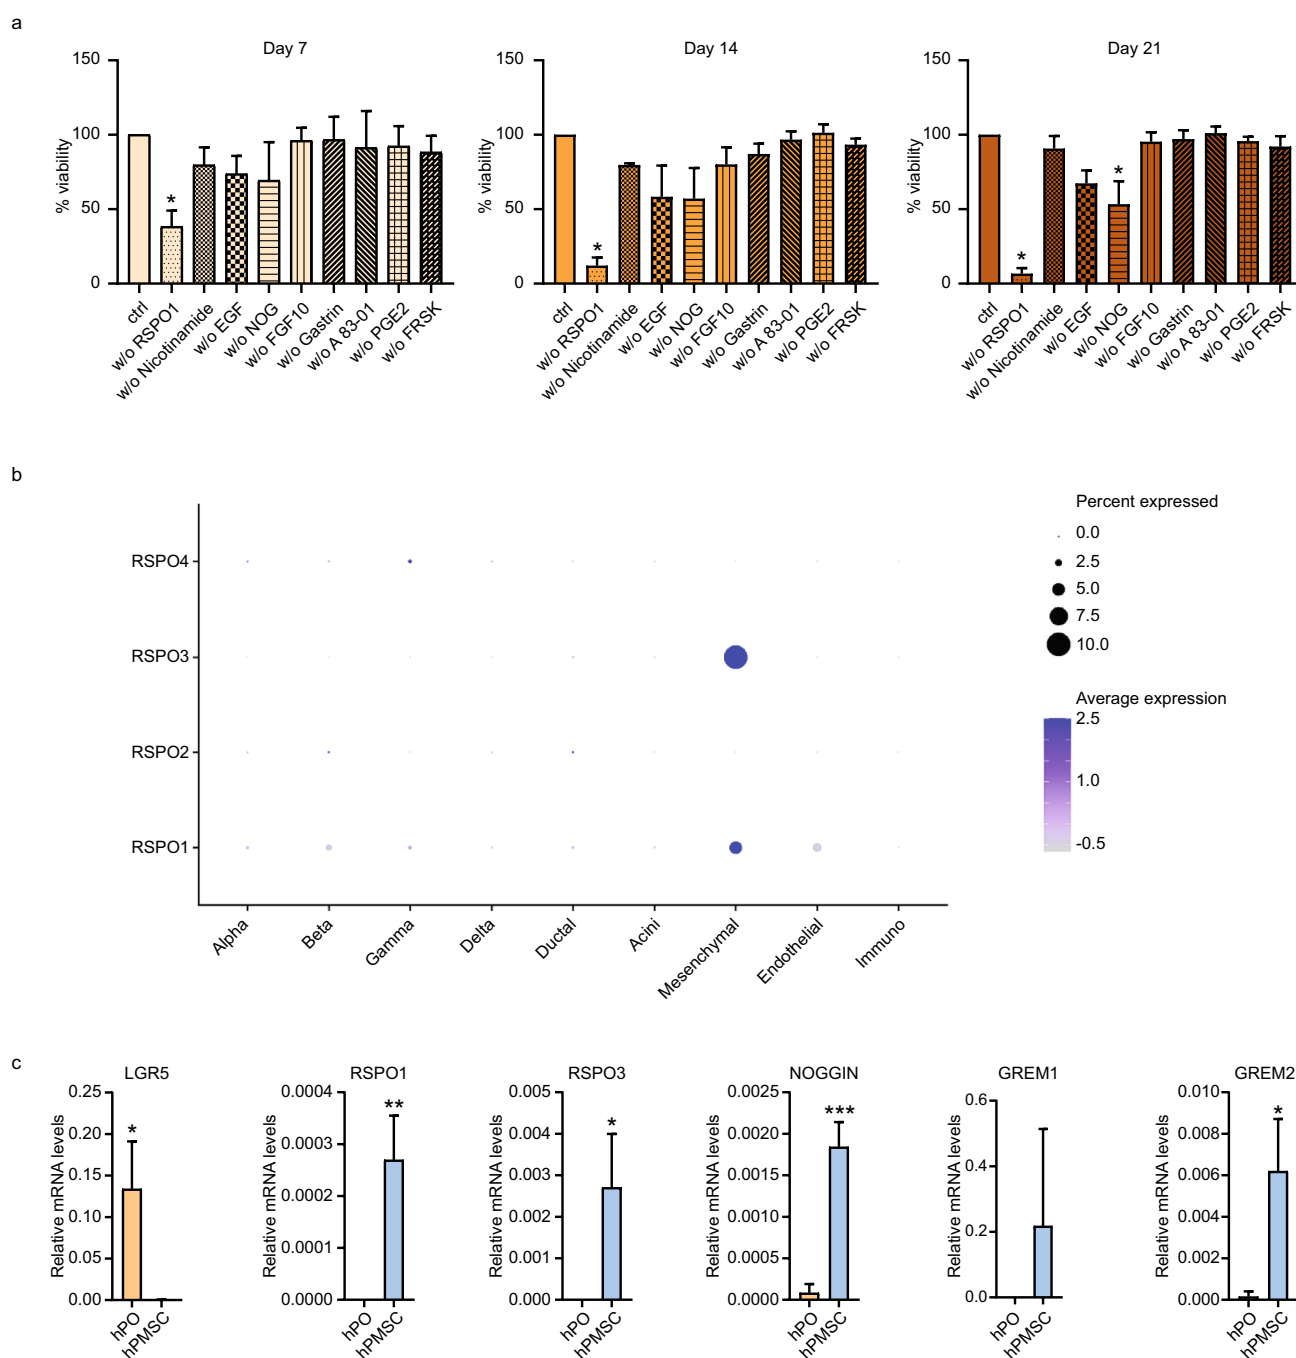 a
Day 7
Day 14
Day 21
% viability
150
100
50
0
ctrl
w/o RSPO1
w/o Nicotinamide
w/o EGF
w/o NOG
w/o FGF10
w/o Gastrin
w/o A 83-01
w/o PGE2
w/o FRSK
*
% viability
150
100
50
0
ctrl
w/o RSPO1
w/o Nicotinamide
w/o EGF
w/o NOG
w/o FGF10
w/o Gastrin
w/o A 83-01
w/o PGE2
w/o FRSK
*
% viability
150
100
50
0
ctrl
w/o RSPO1
w/o Nicotinamide
w/o EGF
w/o NOG
w/o FGF10
w/o Gastrin
w/o A 83-01
w/o PGE2
w/o FRSK
*
*
b
RSPO4
RSPO3
RSPO2
RSPO1
Alpha
Beta
Gamma
Delta
Ductal
Acini
Mesenchymal
Endothelial
Immuno
Percent expressed
0.0
2.5
5.0
7.5
10.0
Average expression
2.5
1.0
-0.5
c
LGR5
Relative mRNA levels
0.25
0.20
0.15
0.10
0.05
0.00
*
hPO
hPMSC
RSPO1
Relative mRNA levels
0.0004
0.0003
0.0002
0.0001
0.0000
**
hPO
hPMSC
RSPO3
Relative mRNA levels
0.005
0.004
0.003
0.002
0.001
0.000
*
hPO
hPMSC
NOGGIN
Relative mRNA levels
0.0025
0.0020
0.0015
0.0010
0.0005
0.0000
***
hPO
hPMSC
GREM1
Relative mRNA levels
0.6
0.4
0.2
0.0
hPO
hPMSC
GREM2
Relative mRNA levels
0.010
0.008
0.006
0.004
0.002
0.000
*
hPO
hPMSC